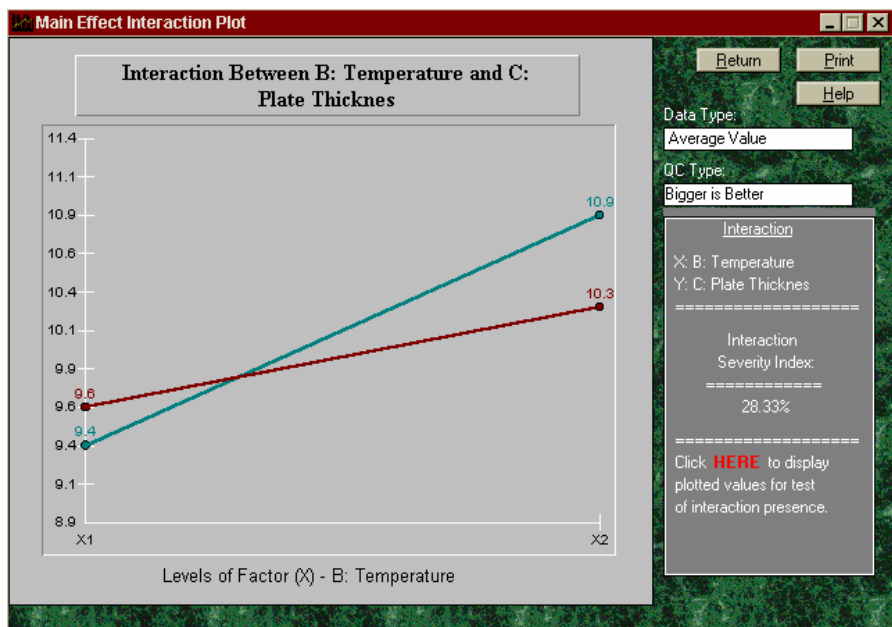 Main Effect Interaction Plot
Interaction Between B: Temperature and C:
Plate Thicknes
11.4
11.1
10.9
10.6
10.4
10.1
9.9
9.6
9.4
9.1
8.9
9.6
9.4
10.9
10.3
X1
X2
Levels of Factor (X) - B: Temperature
Return
Print
Help
Data Type:
Average Value
QC Type:
Bigger is Better
Interaction
X: B: Temperature
Y: C: Plate Thicknes
===================
Interaction
Severity Index:
============
28.33%
===================
Click HERE to display
plotted values for test
of interaction presence.